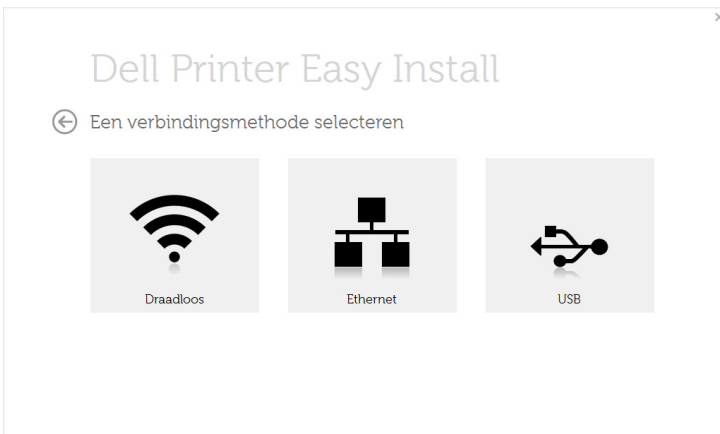 Dell Printer Easy Install
Een verbindingsmethode selecteren
Draadloos
Ethernet
USB